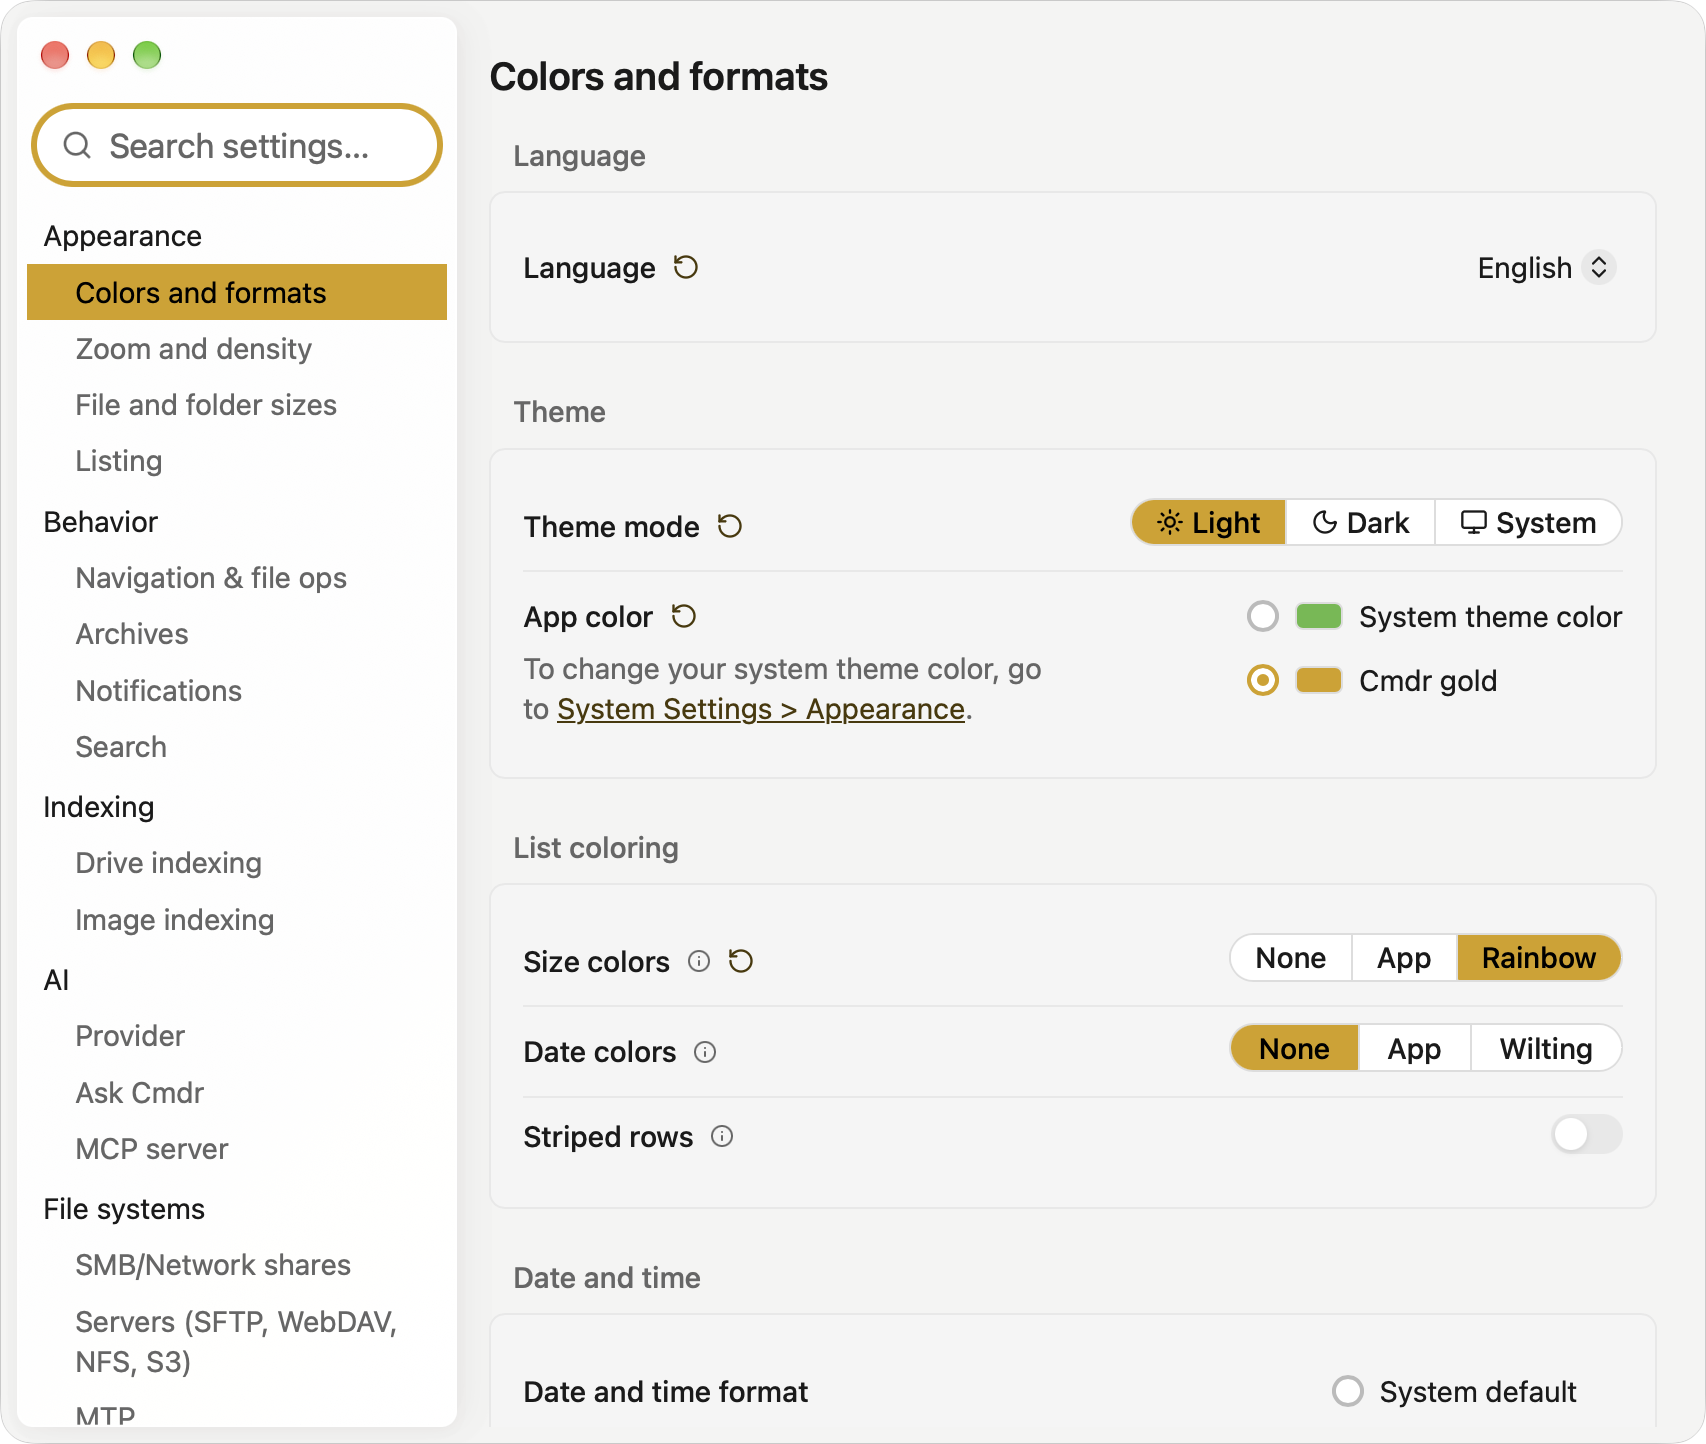 Search settings...
Appearance
Colors and formats
Zoom and density
File and folder sizes
Listing
Behavior
Navigation & file ops
Archives
Notifications
Search
Indexing
Drive indexing
Image indexing
AI
Provider
Ask Cmdr
MCP server
File systems
SMB/Network shares
Servers (SFTP, WebDAV,
NFS, S3)
MTP
Colors and formats
Language
Language
English
Theme
Theme mode
Light
Dark
System
App color
To change your system theme color, go
to System Settings > Appearance.
System theme color
Cmdr gold
List coloring
Size colors
None
App
Rainbow
Date colors
None
App
Wilting
Striped rows
Date and time
Date and time format
System default